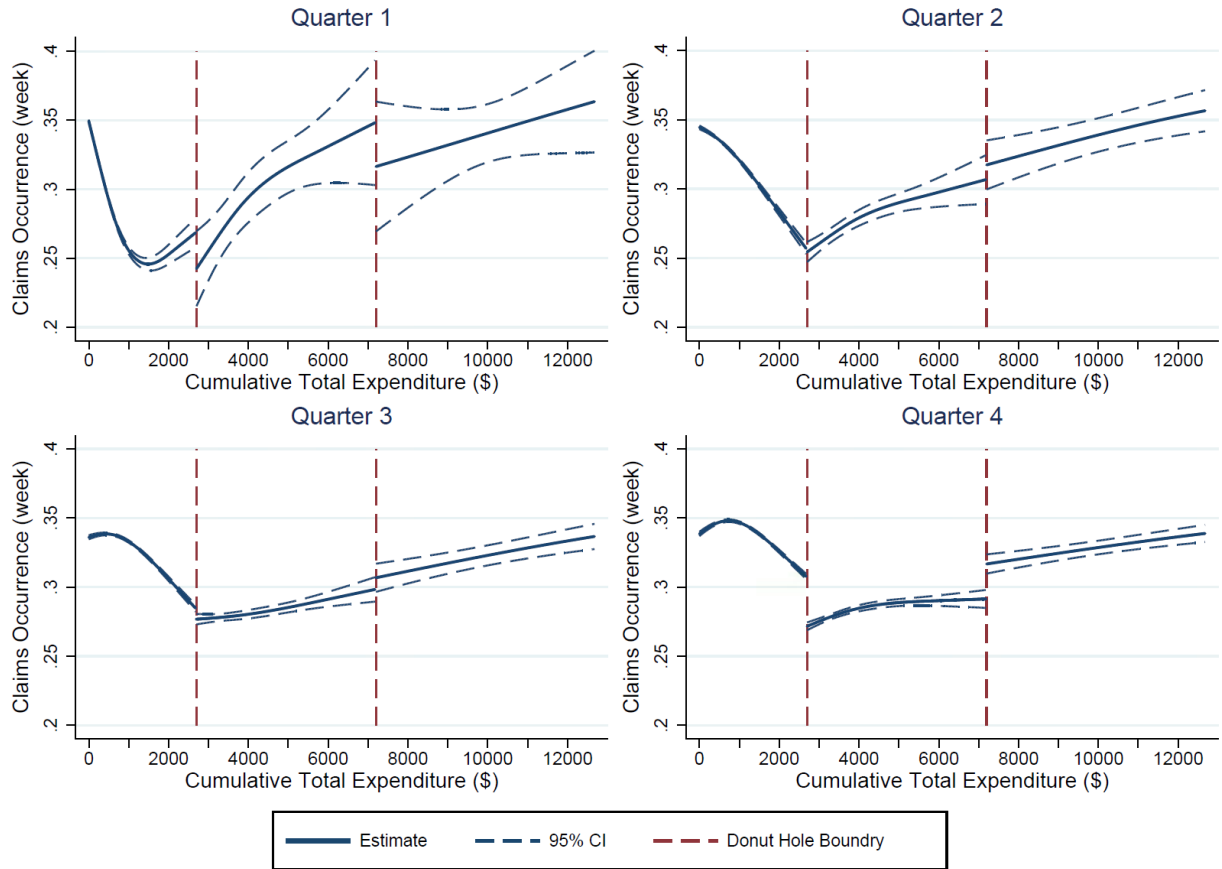 Quarter 1
Claims Occurrence (week)
.4
.35
.3
.25
.2
0 2000 4000 6000 8000 10000 12000
Cumulative Total Expenditure ($)
Quarter 2
Claims Occurrence (week)
.4
.35
.3
.25
.2
0 2000 4000 6000 8000 10000 12000
Cumulative Total Expenditure ($)
Quarter 3
Claims Occurrence (week)
.4
.35
.3
.25
.2
0 2000 4000 6000 8000 10000 12000
Cumulative Total Expenditure ($)
Quarter 4
Claims Occurrence (week)
.4
.35
.3
.25
.2
0 2000 4000 6000 8000 10000 12000
Cumulative Total Expenditure ($)
Estimate 95% CI Donut Hole Boundry